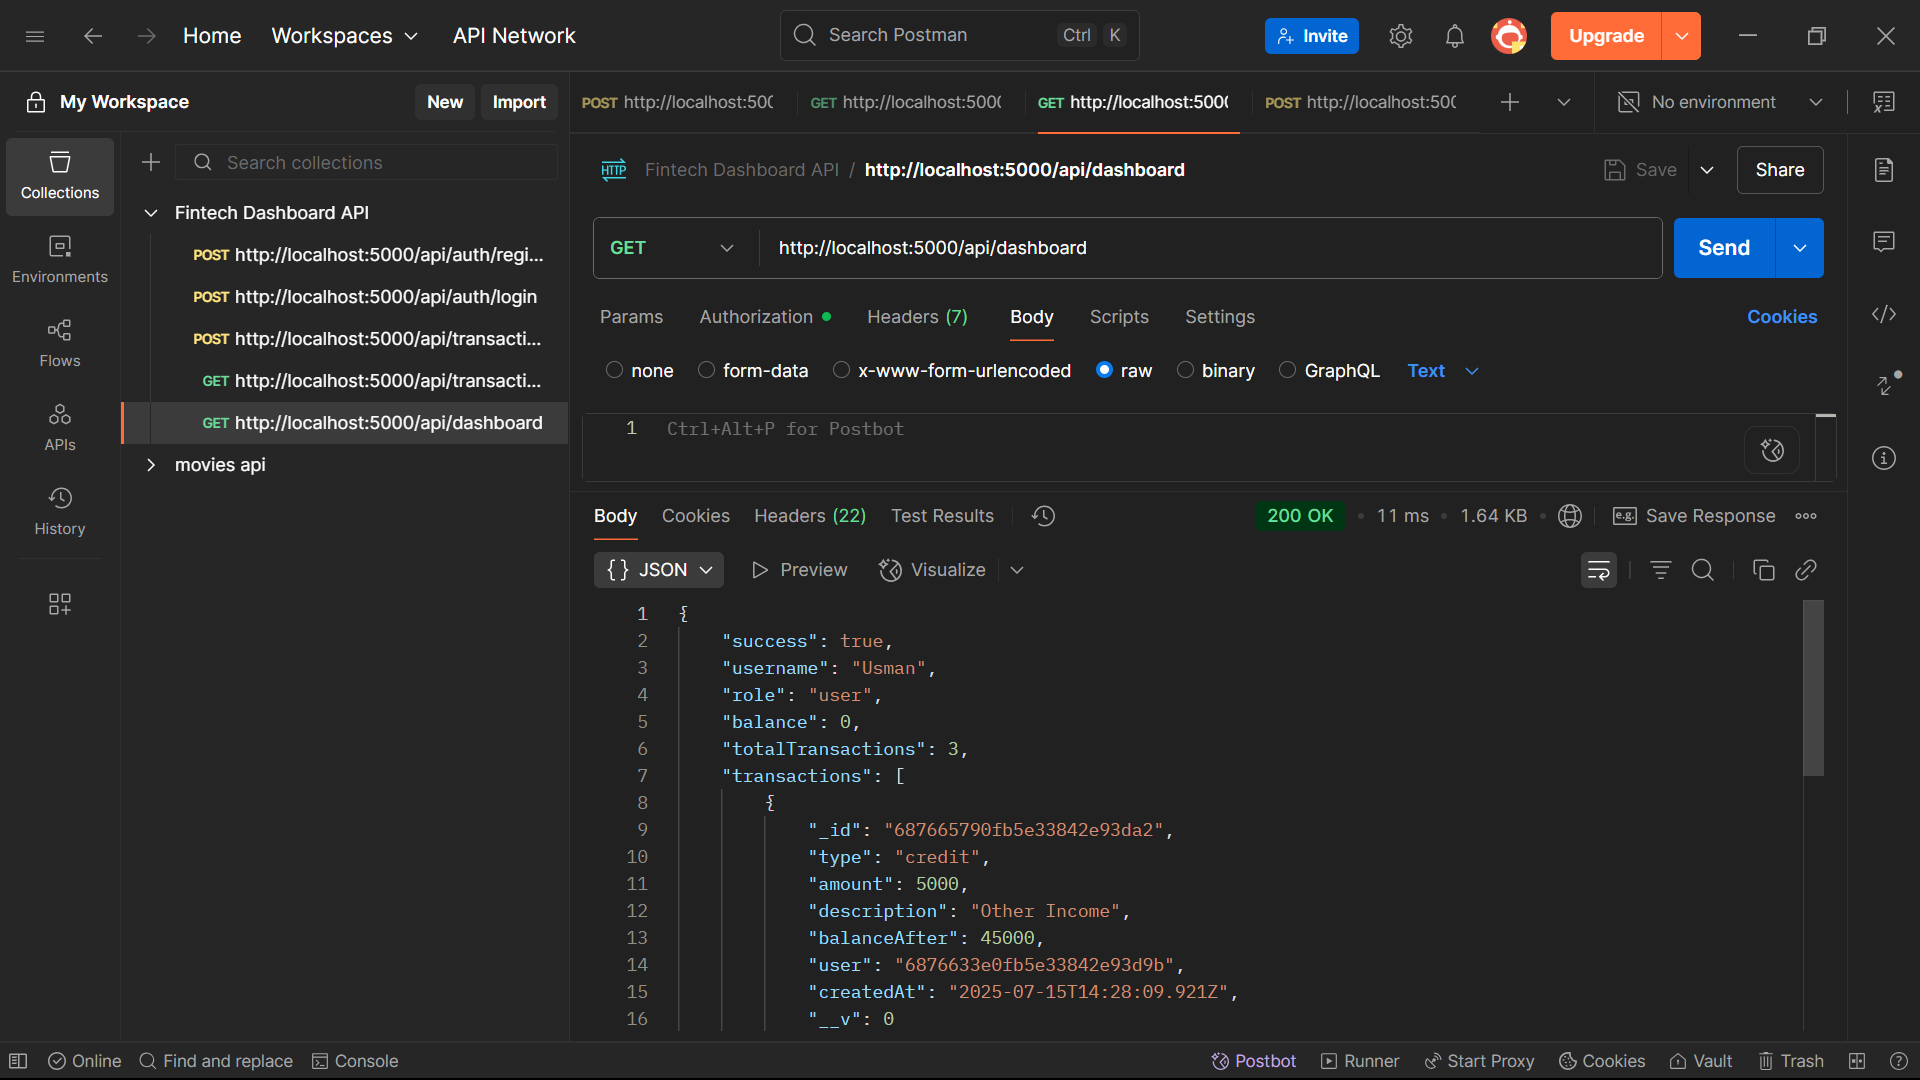 Home Workspaces API Network Search Postman Ctrl K Invite Upgrade
My Workspace New Import
POST http://localhost:500 GET http://localhost:500 GET http://localhost:500 POST http://localhost:500 No environment
Collections
Search collections
Fintech Dashboard API
POST http://localhost:5000/api/auth/regi...
POST http://localhost:5000/api/auth/login
POST http://localhost:5000/api/transacti...
GET http://localhost:5000/api/transacti...
GET http://localhost:5000/api/dashboard
movies api
Environments
Flows
APIs
History
HTTP Fintech Dashboard API / http://localhost:5000/api/dashboard Save Share
GET http://localhost:5000/api/dashboard Send
Params Authorization Headers (7) Body Scripts Settings Cookies
none form-data x-www-form-urlencoded raw binary GraphQL Text
1 Ctrl+Alt+P for Postbot
Body Cookies Headers (22) Test Results 200 OK • 11 ms • 1.64 KB • e.g. Save Response
{} JSON Preview Visualize
1 {
2 "success": true,
3 "username": "Usman",
4 "role": "user",
5 "balance": 0,
6 "totalTransactions": 3,
7 "transactions": [
8 {
9 "_id": "687665790fb5e33842e93da2",
10 "type": "credit",
11 "amount": 5000,
12 "description": "Other Income",
13 "balanceAfter": 45000,
14 "user": "6876633e0fb5e33842e93d9b",
15 "createdAt": "2025-07-15T14:28:09.921Z",
16 "__v": 0
Online Find and replace Console Postbot Runner Start Proxy Cookies Vault Trash